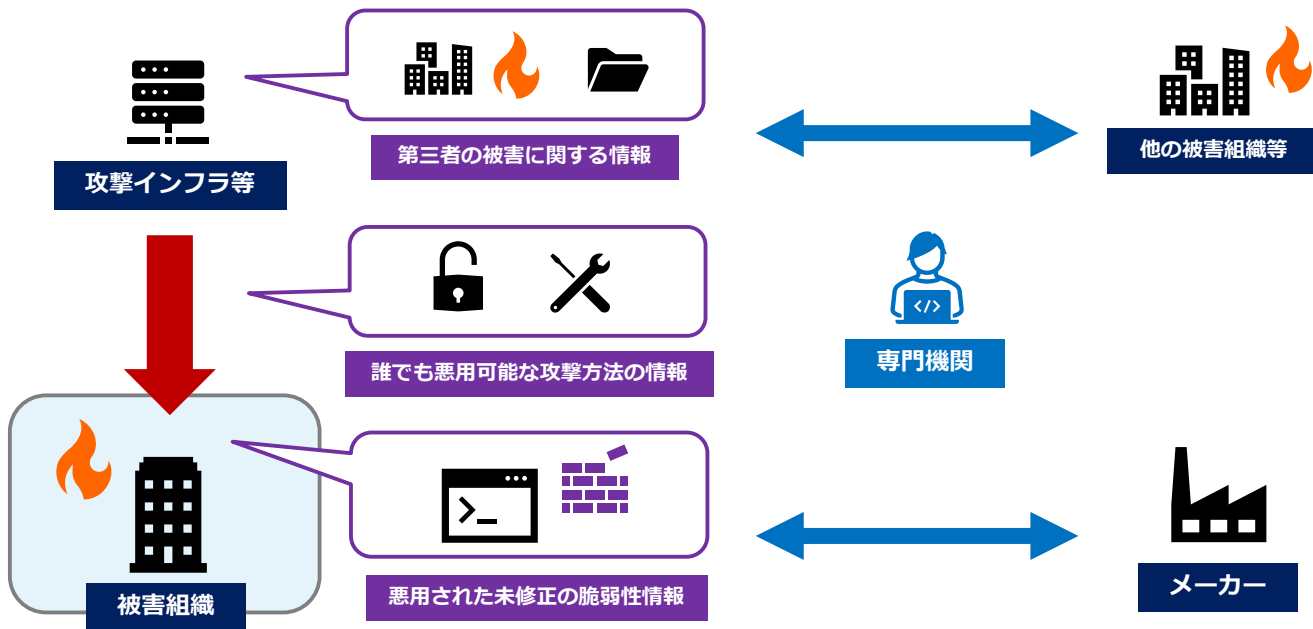 第三者の被害に関する情報
他の被害組織等
攻撃インフラ等
</>
誰でも悪用可能な攻撃方法の情報
専門機関
>_
悪用された未修正の脆弱性情報
メーカー
被害組織